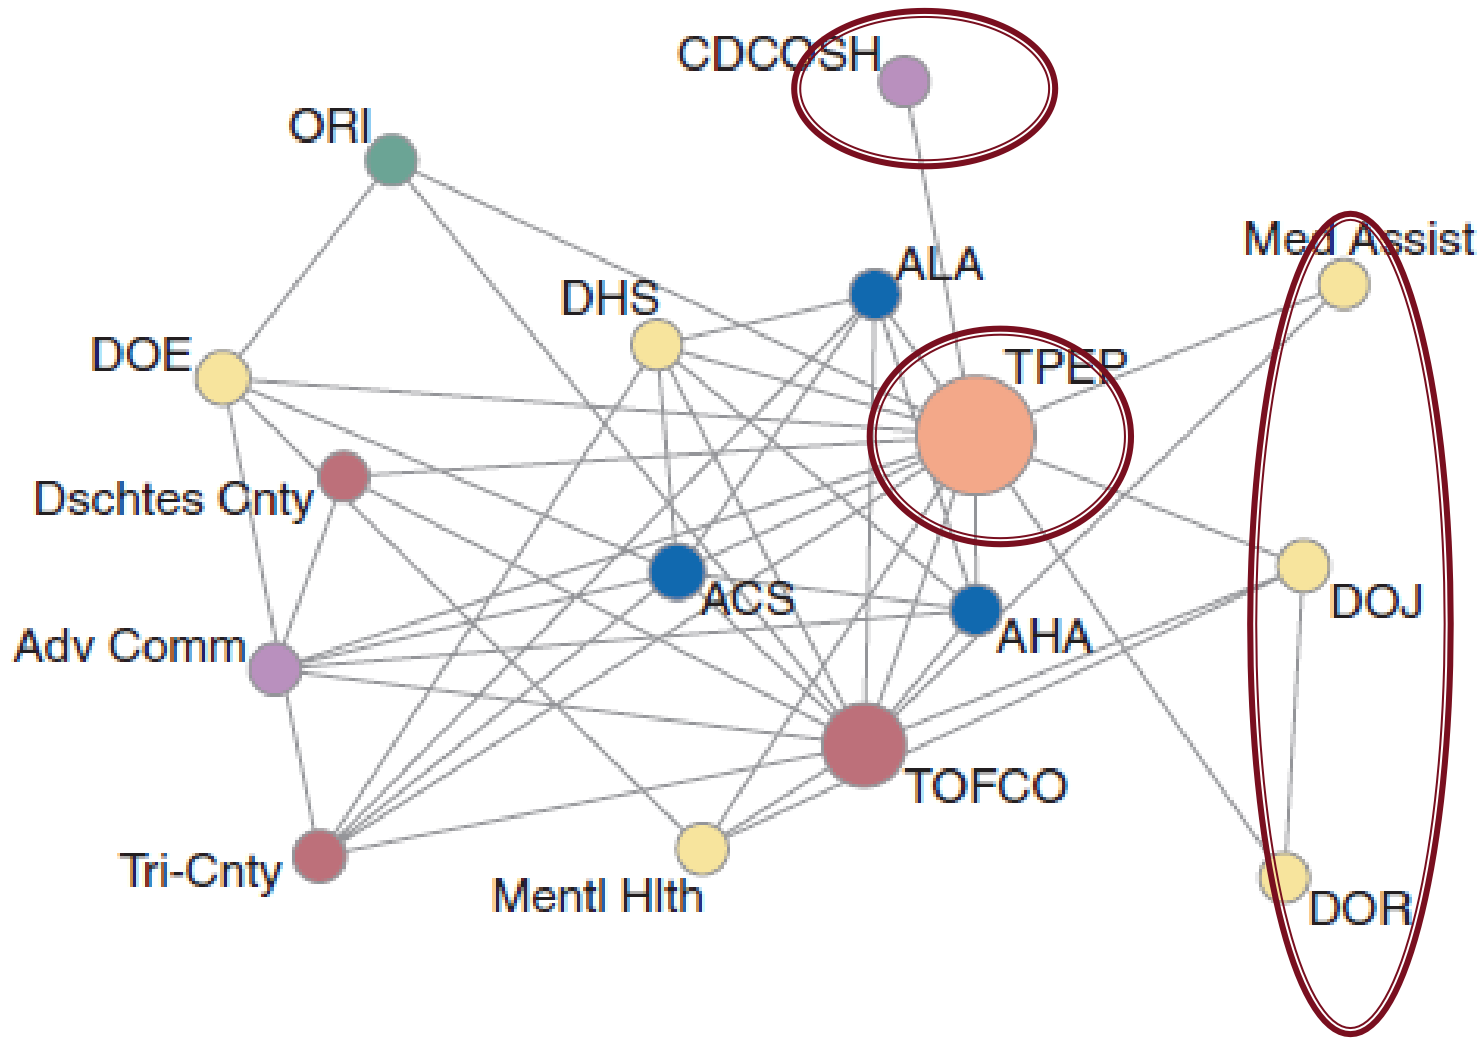 CDCOSH
ORI
Med Assist
ALA
DHS
DOE
TPEP
Dschtes Cnty
ACS
DOJ
Adv Comm
AHA
TOFCO
Tri-Cnty
Mentl Hlth
DOR